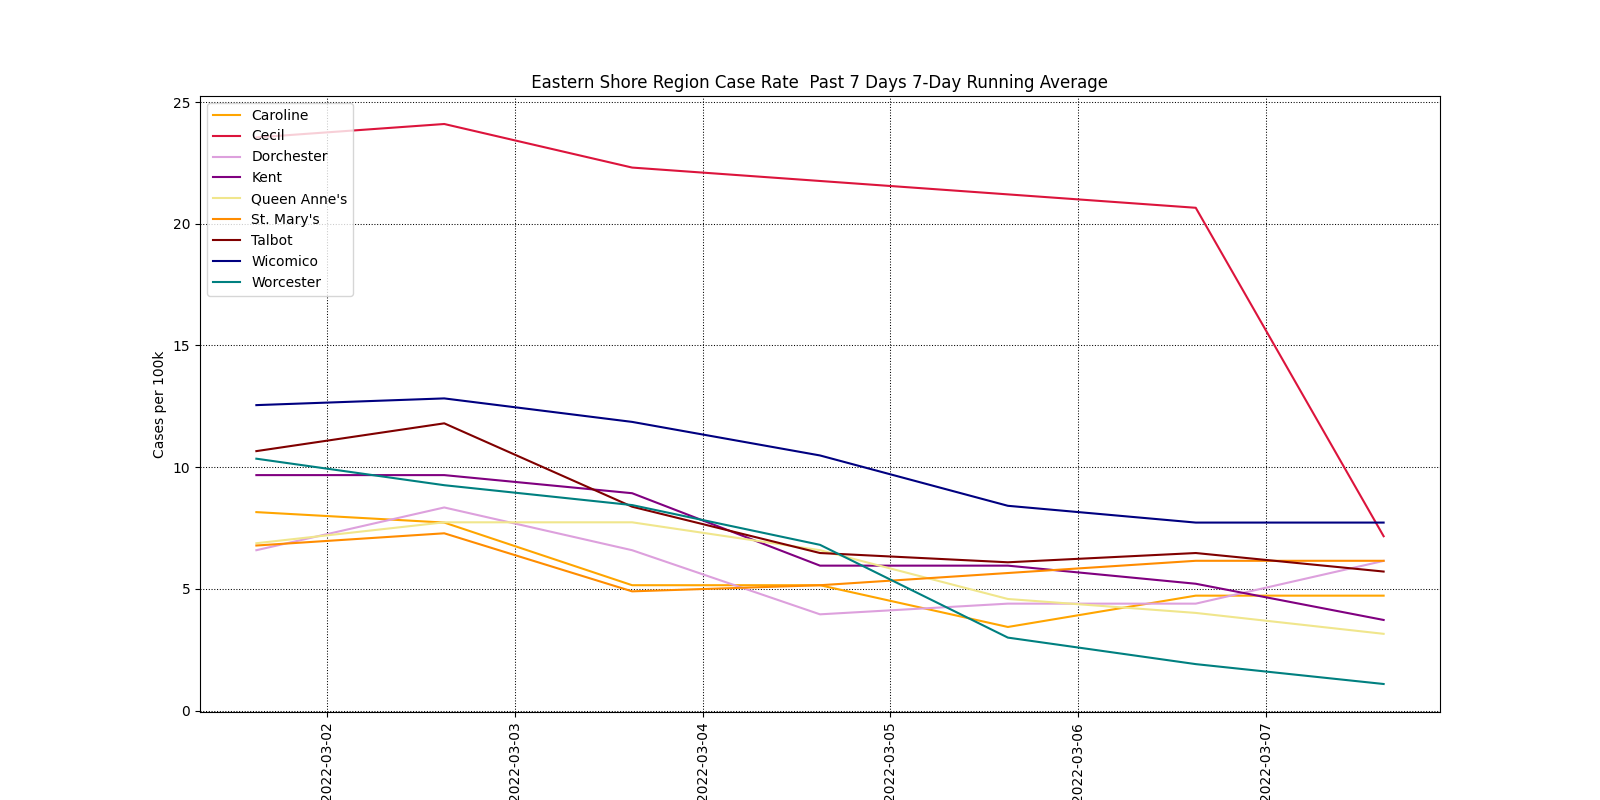 Eastern Shore Region Case Rate  Past 7 Days 7-Day Running Average
Caroline
Cecil
Dorchester
Kent
Queen Anne's
St. Mary's
Talbot
Wicomico
Worcester
Cases per 100k
25
20
15
10
5
0
2022-03-02
2022-03-03
2022-03-04
2022-03-05
2022-03-06
2022-03-07